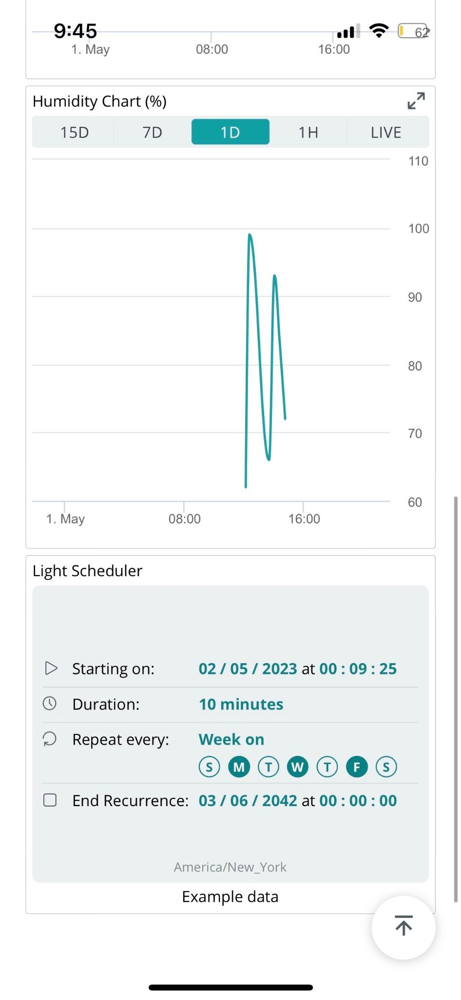 9:45
62
1. May 08:00 16:00
Humidity Chart (%)
15D 7D 1D 1H LIVE
110
100
90
80
70
60
1. May 08:00 16:00
Light Scheduler
Starting on: 02 / 05 / 2023 at 00 : 09 : 25
Duration: 10 minutes
Repeat every: Week on
S M T W T F S
End Recurrence: 03 / 06 / 2042 at 00 : 00 : 00
America/New_York
Example data